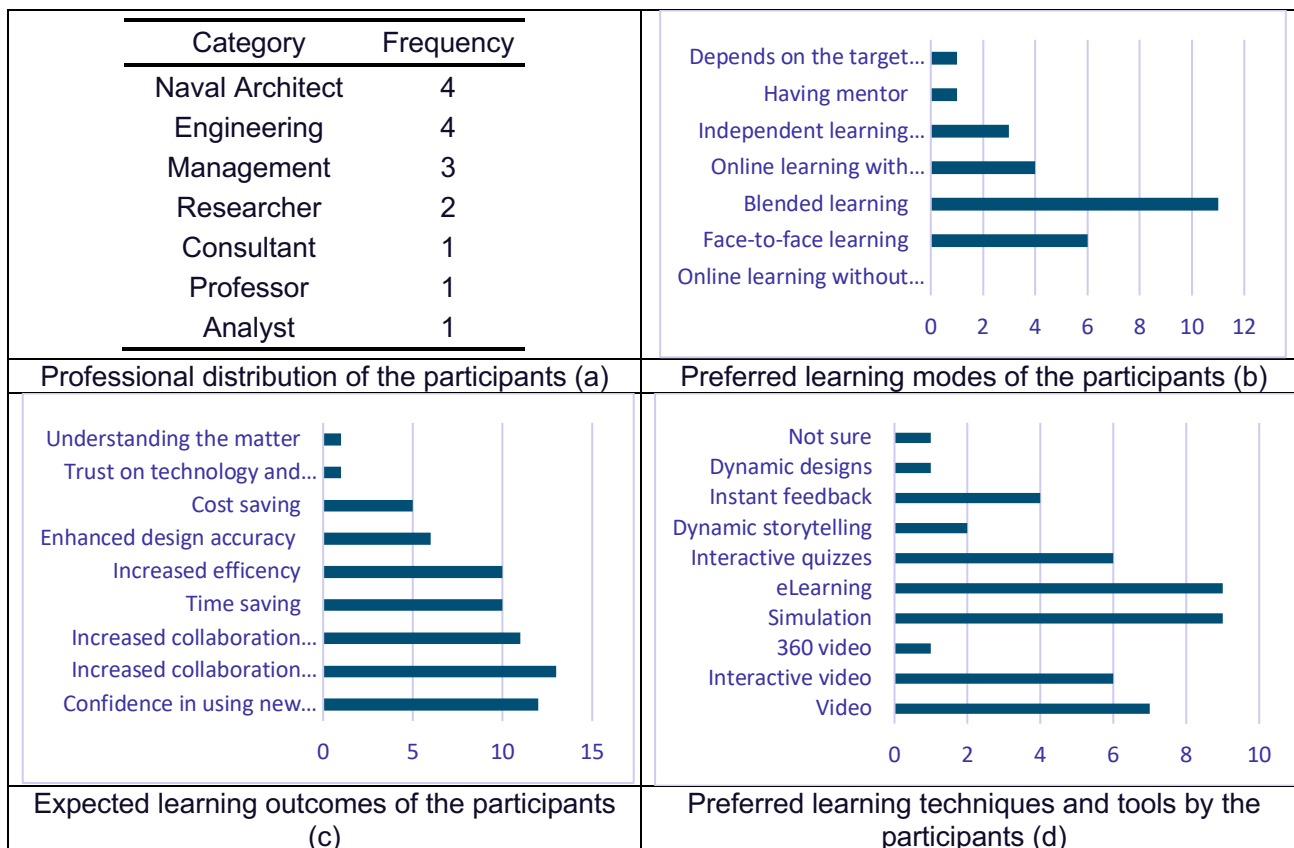 Category Frequency
Naval Architect 4
Engineering 4
Management 3
Researcher 2
Consultant 1
Professor 1
Analyst 1
Professional distribution of the participants (a)
Depends on the target...
Having mentor
Independent learning...
Online learning with...
Blended learning
Face-to-face learning
Online learning without...
0 2 4 6 8 10 12
Preferred learning modes of the participants (b)
Understanding the matter
Trust on technology and...
Cost saving
Enhanced design accuracy
Increased efficency
Time saving
Increased collaboration...
Increased collaboration...
Confidence in using new...
0 5 10 15
Expected learning outcomes of the participants
(c)
Not sure
Dynamic designs
Instant feedback
Dynamic storytelling
Interactive quizzes
eLearning
Simulation
360 video
Interactive video
Video
0 2 4 6 8 10
Preferred learning techniques and tools by the
participants (d)